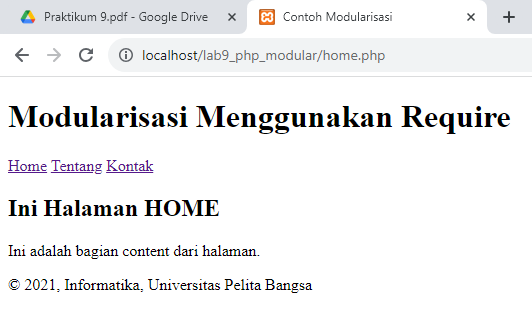 Praktikum 9.pdf - Google Drive
Contoh Modularisasi
localhost/lab9_php_modular/home.php
Modularisasi Menggunakan Require
Home Tentang Kontak
Ini Halaman HOME
Ini adalah bagian content dari halaman.
© 2021, Informatika, Universitas Pelita Bangsa